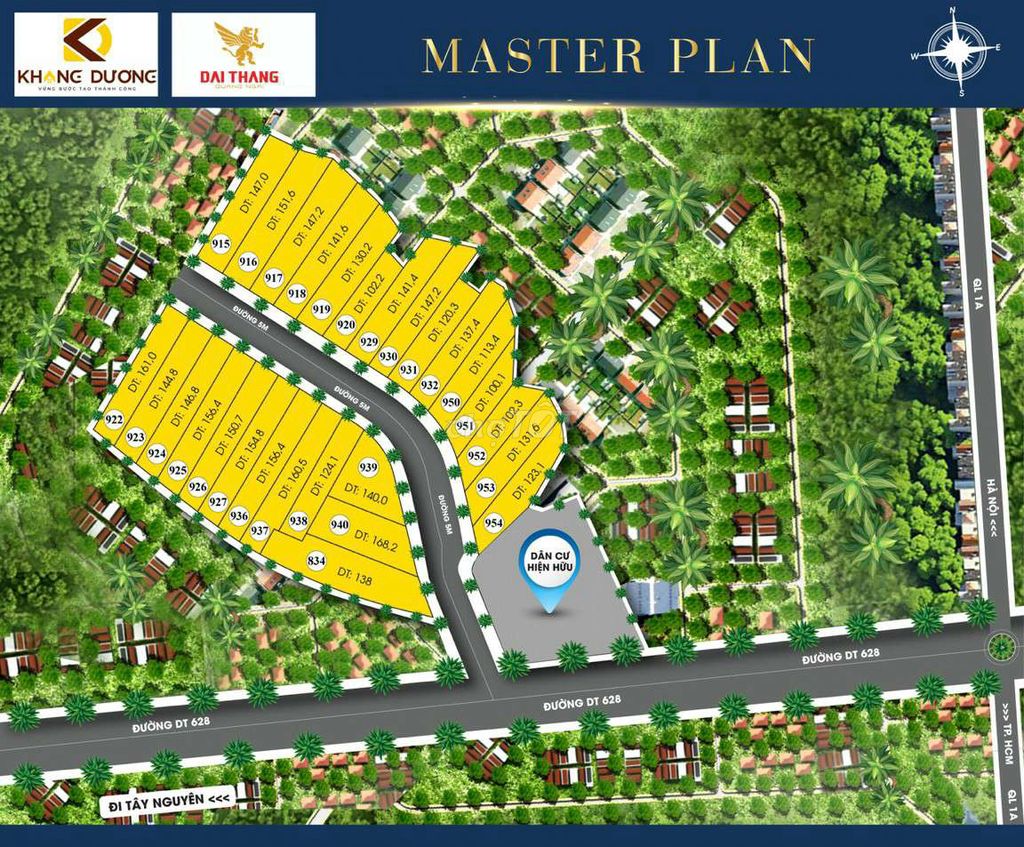 KHANG DƯƠNG
VỮNG BƯỚC TẠO THÀNH CÔNG
DAI THANG
QUANG NGAI
MASTER PLAN
N
W
E
S
DT: 147.0
DT: 151.6
DT: 147.2
DT: 141.6
DT: 130.2
DT: 102.2
DT: 141.4
DT: 147.2
DT: 120.3
DT: 137.4
DT: 113.4
DT: 100.1
DT: 102.3
DT: 131.6
DT: 123.1
915
916
917
918
919
920
929
930
931
932
950
951
952
953
954
ĐƯỜNG 5M
ĐƯỜNG 5M
ĐƯỜNG 5M
DT: 161.0
DT: 144.8
DT: 146.8
DT: 156.4
DT: 150.7
DT: 154.8
DT: 156.4
DT: 160.5
DT: 124.1
922
923
924
925
926
927
936
937
938
939
DT: 140.0
940
DT: 168,2
834
DT: 138
DÂN CƯ
HIỆN HỮU
QL 1A
HÀ NỘI <<<
ĐƯỜNG DT 628
ĐƯỜNG DT 628
ĐƯỜNG DT 628
>>> TP. HCM
QL 1A
ĐI TÂY NGUYÊN <<<